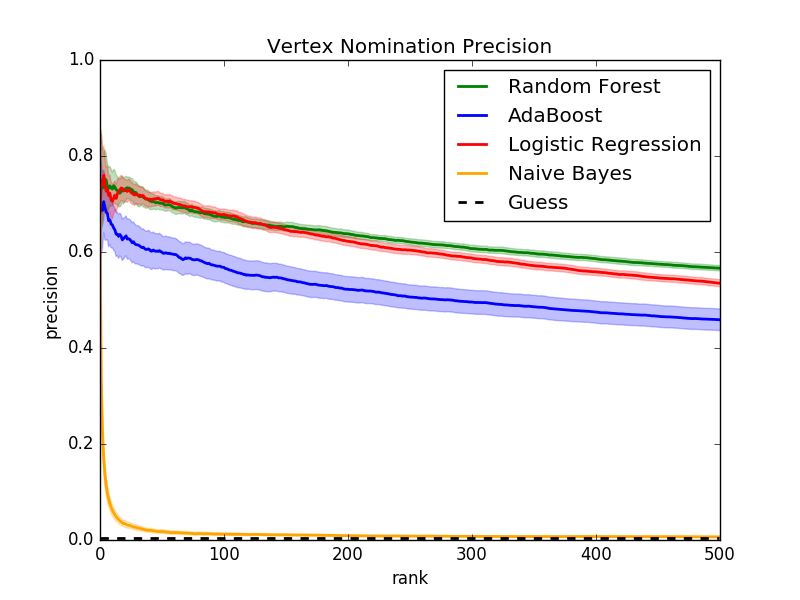 Vertex Nomination Precision
1.0
0.8
0.6
0.4
0.2
0.0
precision
Random Forest
AdaBoost
Logistic Regression
Naive Bayes
Guess
0 100 200 300 400 500
rank